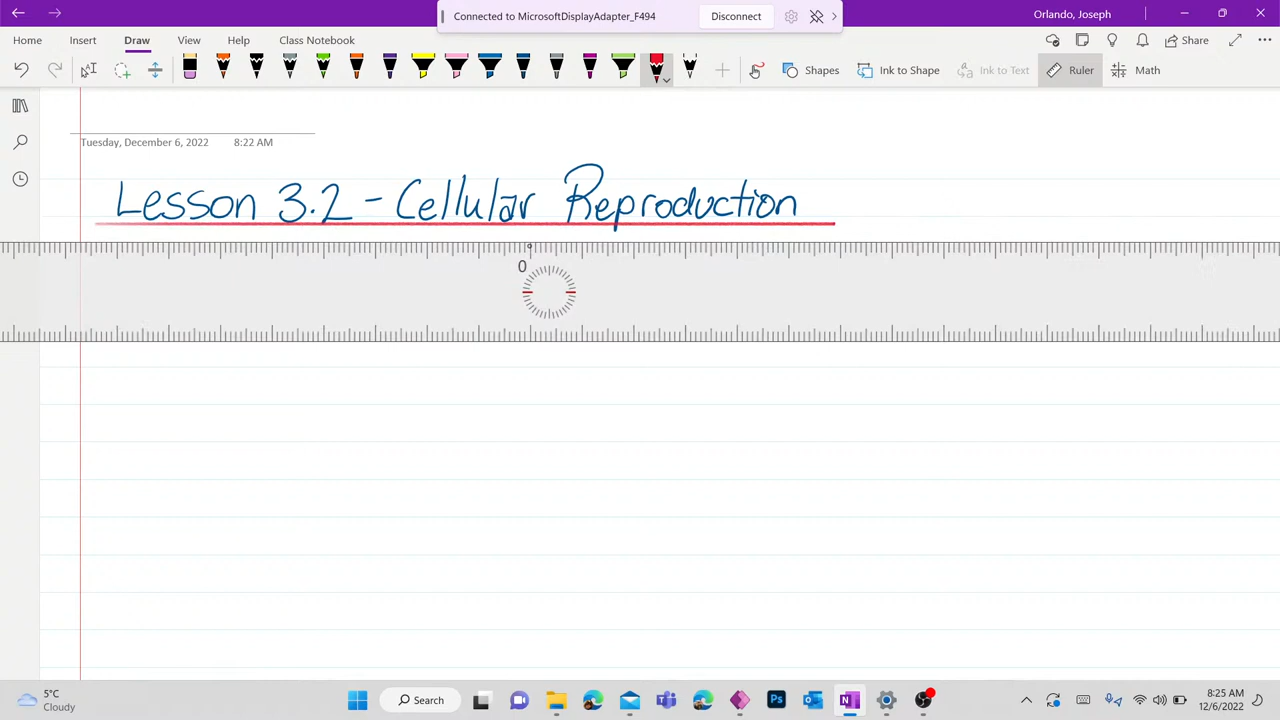 Connected to MicrosoftDisplayAdapter_F494
Disconnect
Orlando, Joseph
Home Insert Draw View Help Class Notebook
Share
Shapes Ink to Shape Ink to Text Ruler Math
Tuesday, December 6, 2022 8:22 AM
Lesson 3.2 - Cellular Reproduction
0
5°C
Cloudy
Search
Ps
8:25 AM
12/6/2022